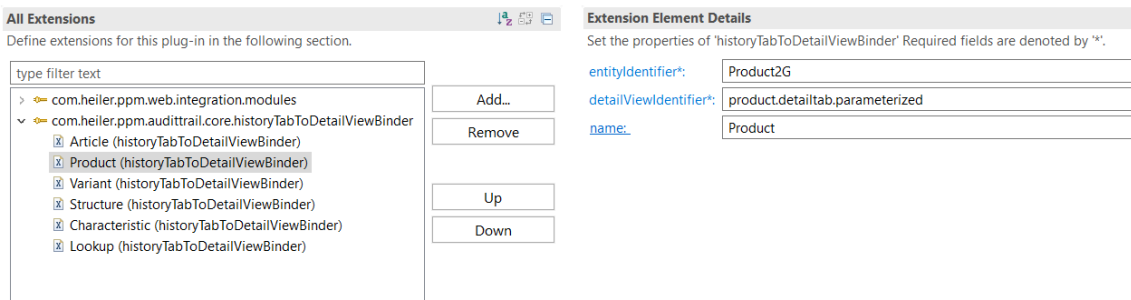 All Extensions
Define extensions for this plug-in in the following section.
type filter text
com.heiler.ppm.web.integration.modules
com.heiler.ppm.audittrail.core.historyTabToDetailViewBinder
Article (historyTabToDetailViewBinder)
Product (historyTabToDetailViewBinder)
Variant (historyTabToDetailViewBinder)
Structure (historyTabToDetailViewBinder)
Characteristic (historyTabToDetailViewBinder)
Lookup (historyTabToDetailViewBinder)
Add...
Remove
Up
Down
Extension Element Details
Set the properties of 'historyTabToDetailViewBinder' Required fields are denoted by '*'.
entityIdentifier*: Product2G
detailViewIdentifier*: product.detailtab.parameterized
name: Product